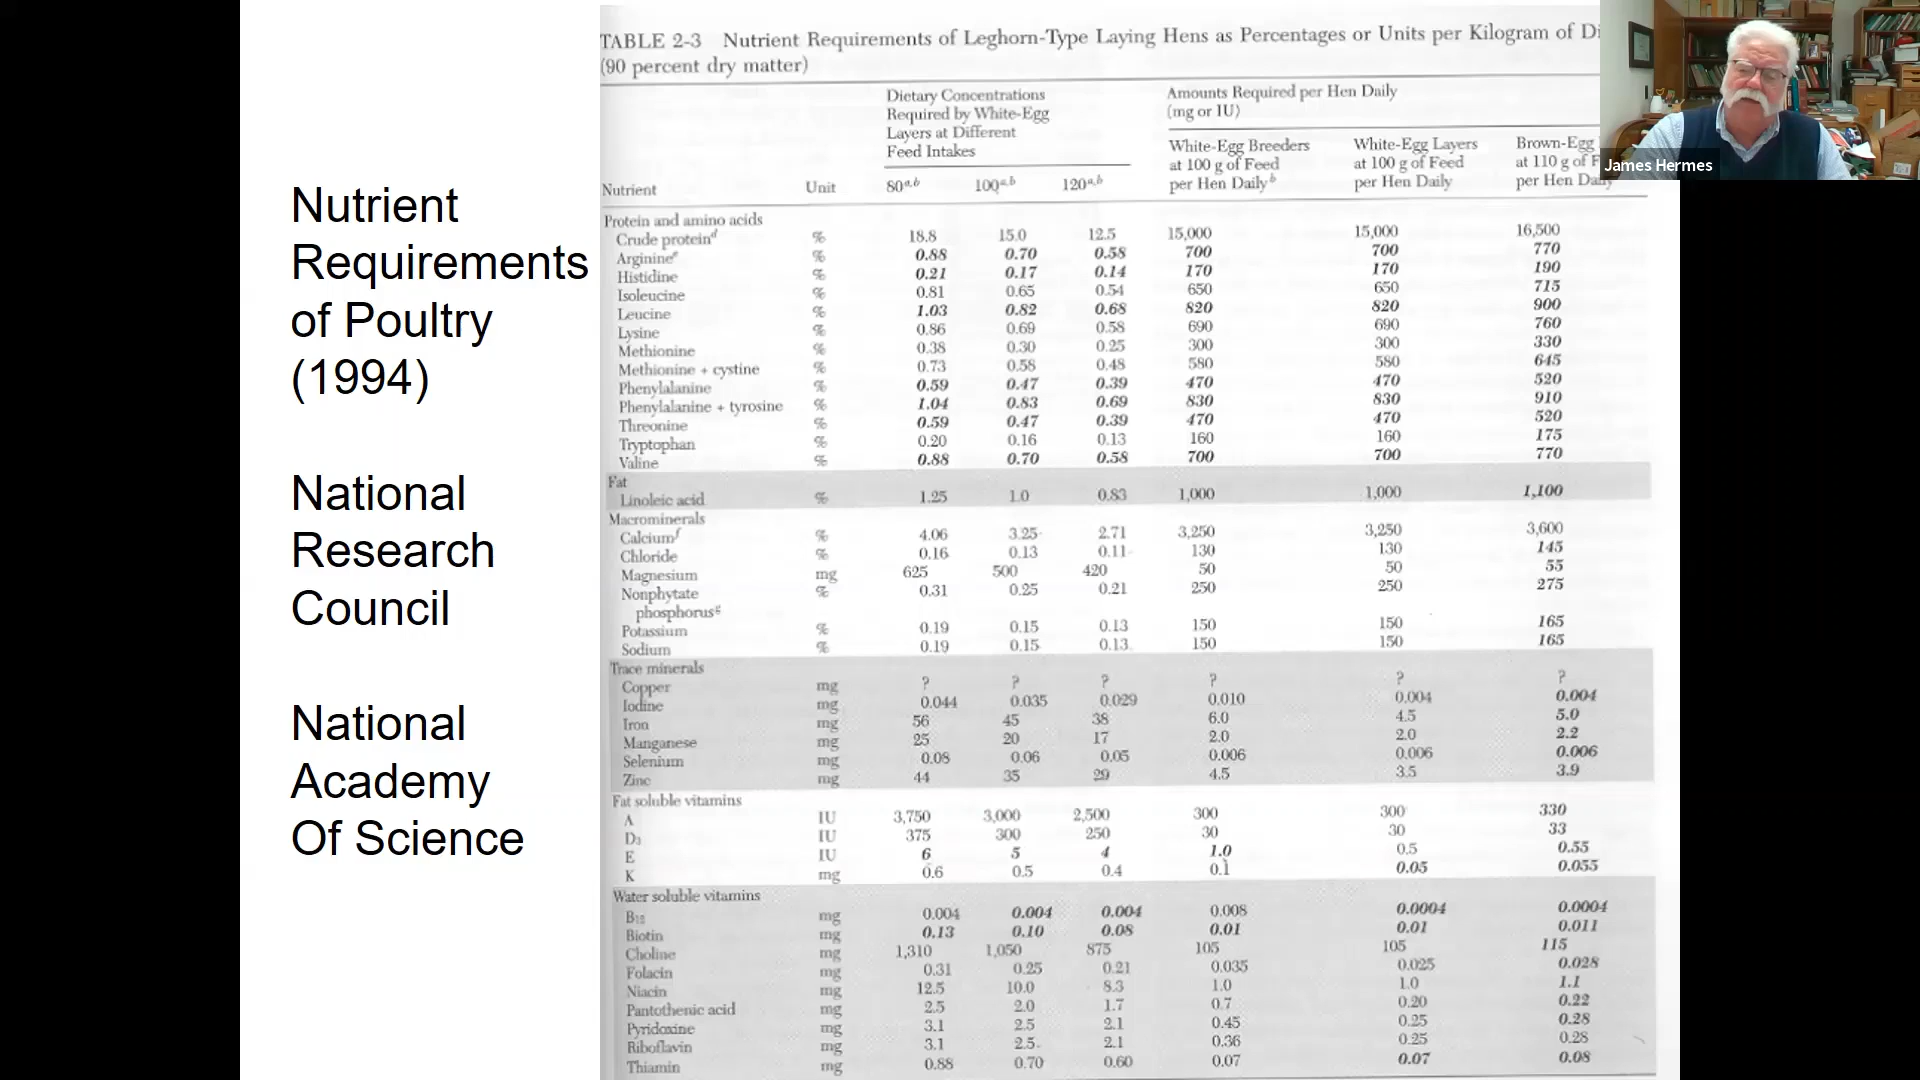 Nutrient
Requirements
of Poultry
(1994)
National
Research
Council
National
Academy
Of Science
TABLE 2-3 Nutrient Requirements of Leghorn-Type Laying Hens as Percentages or Units per Kilogram of Di
(90 percent dry matter)
Dietary Concentrations
Required by White-Egg
Layers at Different
Feed Intakes
Amounts Required per Hen Daily
(mg or IU)
White-Egg Breeders
at 100 g of Feed
per Hen Daily b
White-Egg Layers
at 100 g of Feed
per Hen Daily
Brown-Egg
at 110 g of F
per Hen Daily
Nutrient Unit 80a,b 100a,b 120a,b
Protein and amino acids
Crude protein d % 18.8 15.0 12.5 15,000 15,000 16,500
Arginine e % 0.88 0.70 0.58 700 700 770
Histidine % 0.21 0.17 0.14 170 170 190
Isoleucine % 0.81 0.65 0.54 650 650 715
Leucine % 1.03 0.82 0.68 820 820 900
Lysine % 0.86 0.69 0.58 690 690 760
Methionine % 0.38 0.30 0.25 300 300 330
Methionine + cystine % 0.73 0.58 0.48 580 580 645
Phenylalanine % 0.59 0.47 0.39 470 470 520
Phenylalanine + tyrosine % 1.04 0.83 0.69 830 830 910
Threonine % 0.59 0.47 0.39 470 470 520
Tryptophan % 0.20 0.16 0.13 160 160 175
Valine % 0.88 0.70 0.58 700 700 770
Fat
Linoleic acid % 1.25 1.0 0.83 1,000 1,000 1,100
Macrominerals
Calcium f % 4.06 3.25 2.71 3,250 3,250 3,600
Chloride % 0.16 0.13 0.11 130 130 145
Magnesium mg 625 500 420 50 50 55
Nonphytate % 0.31 0.25 0.21 250 250 275
phosphorus g
Potassium % 0.19 0.15 0.13 150 150 165
Sodium % 0.19 0.15 0.13 150 150 165
Trace minerals
Copper mg ? ? ? ? ? ?
Iodine mg 0.044 0.035 0.029 0.010 0.004 0.004
Iron mg 56 45 38 6.0 4.5 5.0
Manganese mg 25 20 17 2.0 2.0 2.2
Selenium mg 0.08 0.06 0.05 0.006 0.006 0.006
Zinc mg 44 35 29 4.5 3.5 3.9
Fat soluble vitamins
A IU 3,750 3,000 2,500 300 300 330
D3 IU 375 300 250 30 30 33
E IU 6 5 4 1.0 0.5 0.55
K mg 0.6 0.5 0.4 0.1 0.05 0.055
Water soluble vitamins
B12 mg 0.004 0.004 0.004 0.008 0.0004 0.0004
Biotin mg 0.13 0.10 0.08 0.01 0.01 0.011
Choline mg 1,310 1,050 875 105 105 115
Folacin mg 0.31 0.25 0.21 0.035 0.025 0.028
Niacin mg 12.5 10.0 8.3 1.0 1.0 1.1
Pantothenic acid mg 2.5 2.0 1.7 0.7 0.20 0.22
Pyridoxine mg 3.1 2.5 2.1 0.45 0.25 0.28
Riboflavin mg 3.1 2.5 2.1 0.36 0.25 0.28
Thiamin mg 0.88 0.70 0.60 0.07 0.07 0.08
James Hermes